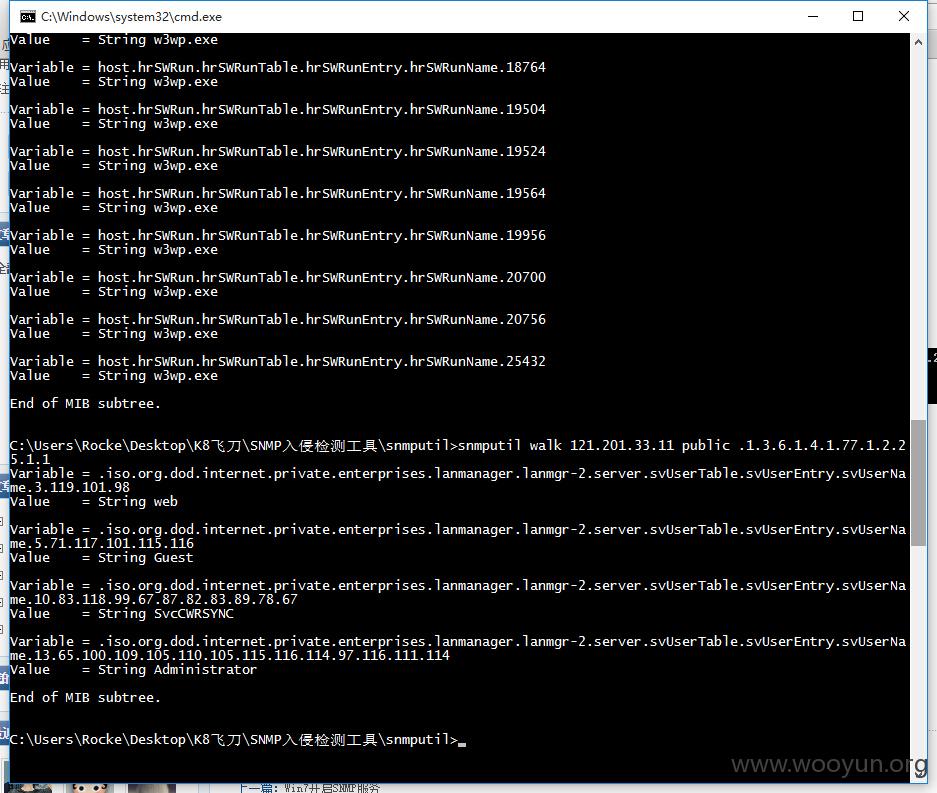 C:\Windows\system32\cmd.exe
Value    = String w3wp.exe
Variable = host.hrSWRun.hrSWRunTable.hrSWRunEntry.hrSWRunName.18764
Value    = String w3wp.exe
Variable = host.hrSWRun.hrSWRunTable.hrSWRunEntry.hrSWRunName.19504
Value    = String w3wp.exe
Variable = host.hrSWRun.hrSWRunTable.hrSWRunEntry.hrSWRunName.19524
Value    = String w3wp.exe
Variable = host.hrSWRun.hrSWRunTable.hrSWRunEntry.hrSWRunName.19564
Value    = String w3wp.exe
Variable = host.hrSWRun.hrSWRunTable.hrSWRunEntry.hrSWRunName.19956
Value    = String w3wp.exe
Variable = host.hrSWRun.hrSWRunTable.hrSWRunEntry.hrSWRunName.20700
Value    = String w3wp.exe
Variable = host.hrSWRun.hrSWRunTable.hrSWRunEntry.hrSWRunName.20756
Value    = String w3wp.exe
Variable = host.hrSWRun.hrSWRunTable.hrSWRunEntry.hrSWRunName.25432
Value    = String w3wp.exe
End of MIB subtree.
C:\Users\Rocke\Desktop\K8飞刀\SNMP入侵检测工具\snmputil>snmputil walk 121.201.33.11 public .1.3.6.1.4.1.77.1.2.2
5.1.1
Variable = .iso.org.dod.internet.private.enterprises.lanmanager.lanmgr-2.server.svUserTable.svUserEntry.svUserNa
me.3.119.101.98
Value    = String web
Variable = .iso.org.dod.internet.private.enterprises.lanmanager.lanmgr-2.server.svUserTable.svUserEntry.svUserNa
me.5.71.117.101.115.116
Value    = String Guest
Variable = .iso.org.dod.internet.private.enterprises.lanmanager.lanmgr-2.server.svUserTable.svUserEntry.svUserNa
me.10.83.118.99.67.87.82.83.89.78.67
Value    = String SvcCWRSYNC
Variable = .iso.org.dod.internet.private.enterprises.lanmanager.lanmgr-2.server.svUserTable.svUserEntry.svUserNa
me.13.65.100.109.105.110.105.115.116.114.97.116.111.114
Value    = String Administrator
End of MIB subtree.
C:\Users\Rocke\Desktop\K8飞刀\SNMP入侵检测工具\snmputil>
www.wooyun.org
上一篇：Win7开启SNMP服务